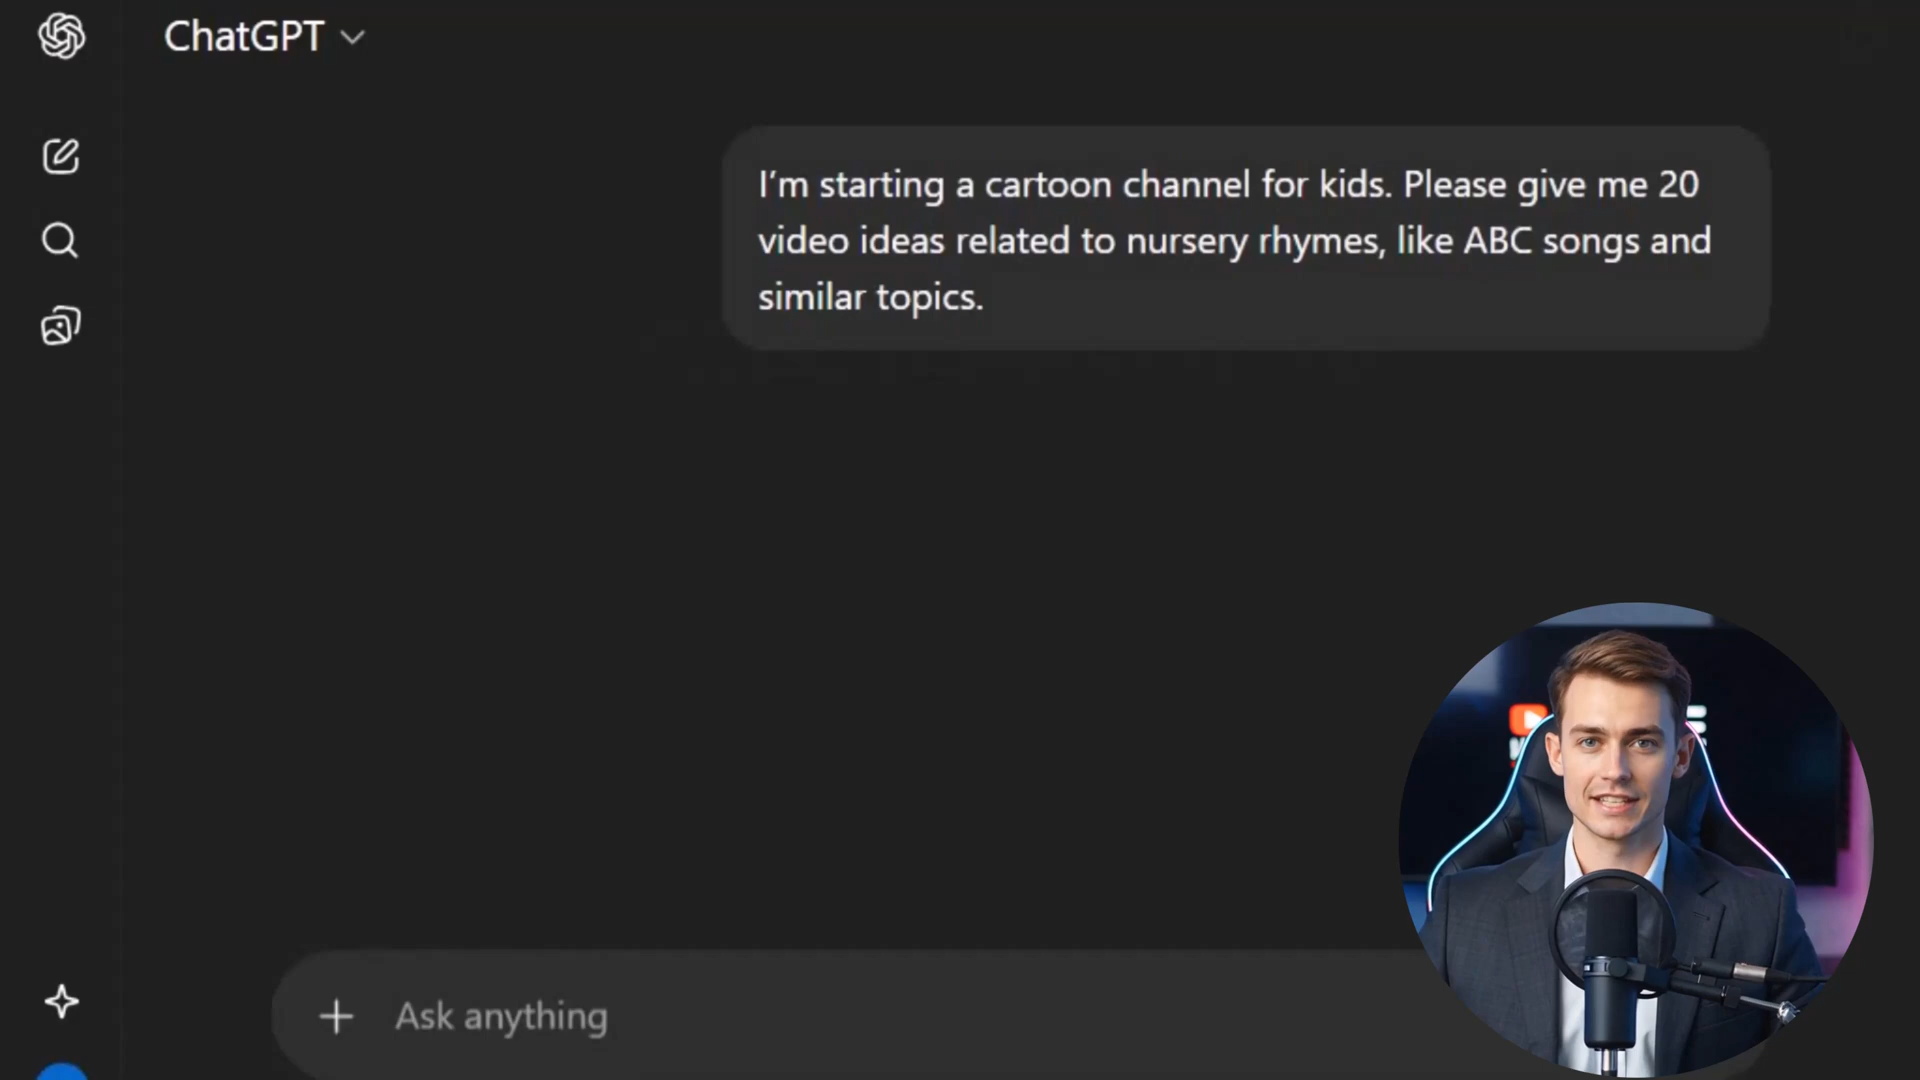 ChatGPT
I’m starting a cartoon channel for kids. Please give me 20
video ideas related to nursery rhymes, like ABC songs and
similar topics.
Ask anything